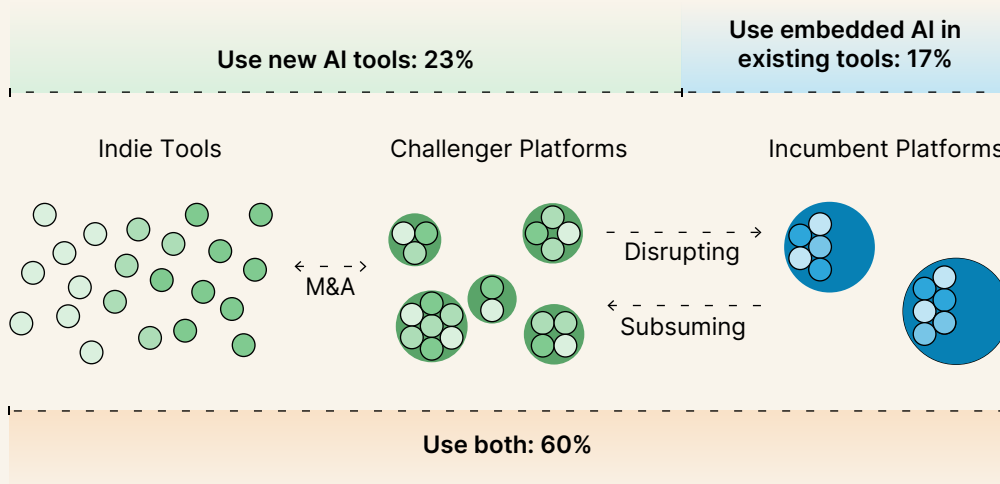 Use new AI tools: 23%
Use embedded AI in
existing tools: 17%
Indie Tools
Challenger Platforms
Incumbent Platforms
M&A
Disrupting
Subsuming
Use both: 60%